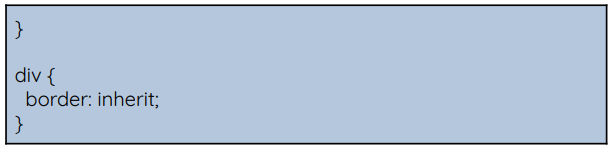 }
div {
border: inherit;
}